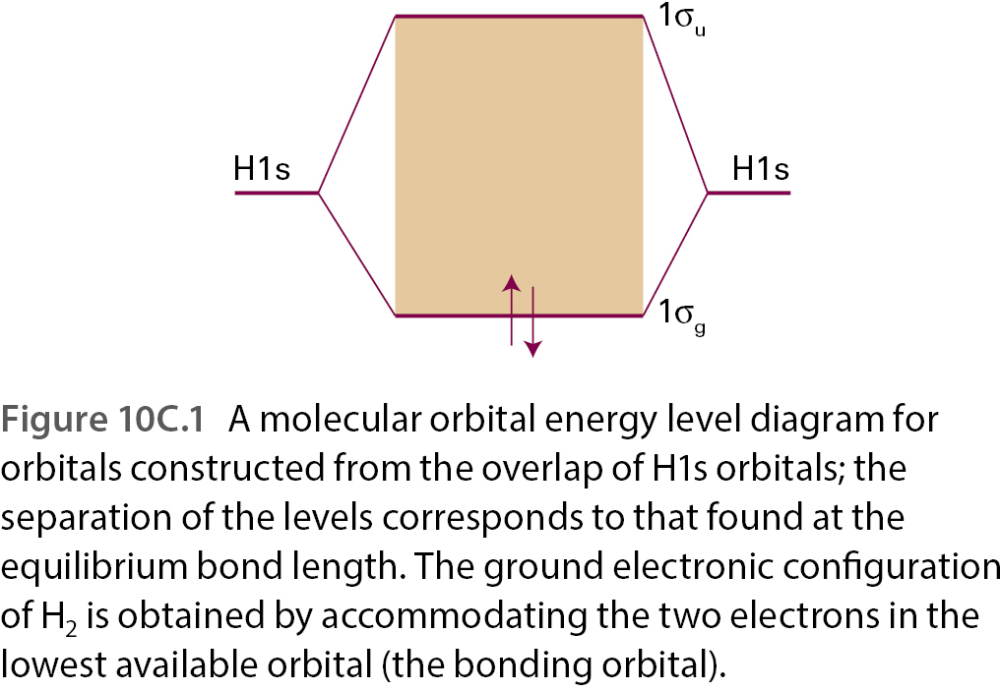 1σu
H1s
H1s
1σg
Figure 10C.1 A molecular orbital energy level diagram for
orbitals constructed from the overlap of H1s orbitals; the
separation of the levels corresponds to that found at the
equilibrium bond length. The ground electronic configuration
of H2 is obtained by accommodating the two electrons in the
lowest available orbital (the bonding orbital).